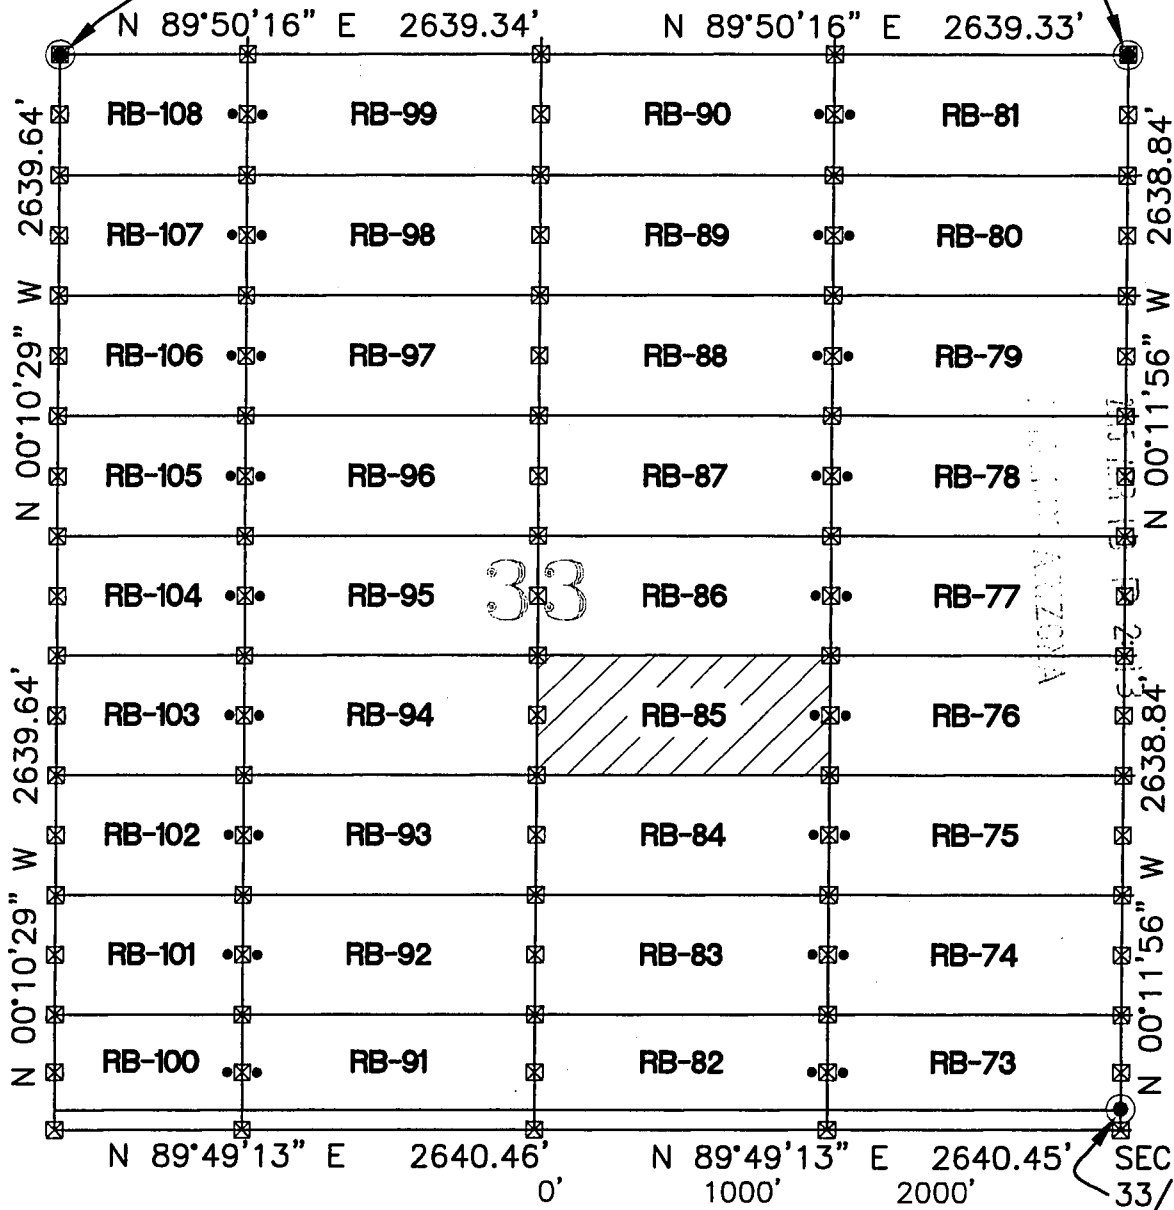 N 89°50'16" E 2639.34' N 89°50'16" E 2639.33'
RB-108 RB-99 RB-90 RB-81
RB-107 RB-98 RB-89 RB-80
RB-106 RB-97 RB-88 RB-79
RB-105 RB-96 RB-87 RB-78
RB-104 RB-95 33 RB-86 RB-77
RB-103 RB-94 RB-85 RB-76
RB-102 RB-93 RB-84 RB-75
RB-101 RB-92 RB-83 RB-74
RB-100 RB-91 RB-82 RB-73
N 00°10'29" W 2639.64'
N 00°10'29" W 2639.64'
N 00°11'56" W 2638.84'
N 00°11'56" W 2638.84'
N 89°49'13" E 2640.46' N 89°49'13" E 2640.45' SEC
0' 1000' 2000' 33/